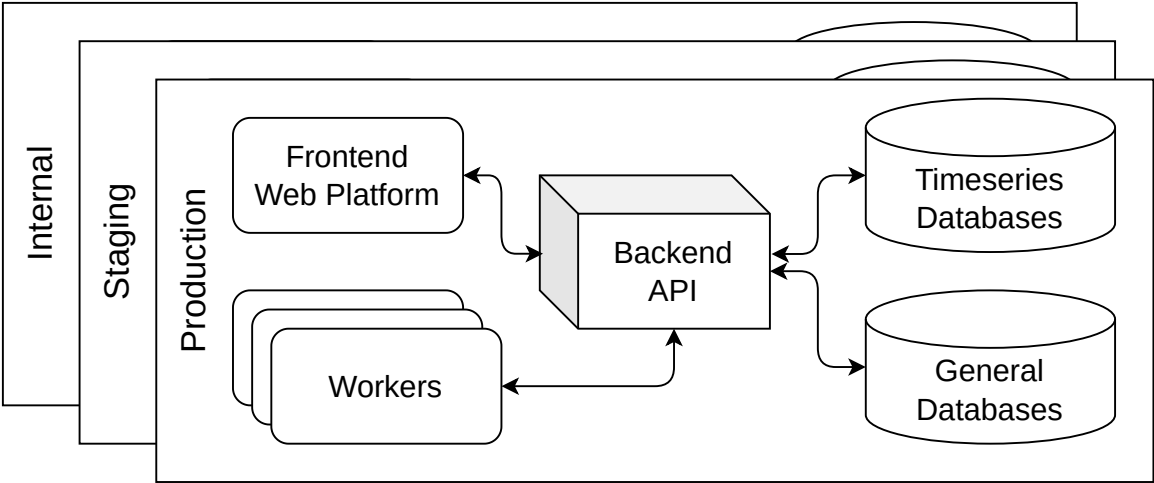 Internal
Staging
Production
Frontend
Web Platform
Workers
Backend
API
Timeseries
Databases
General
Databases